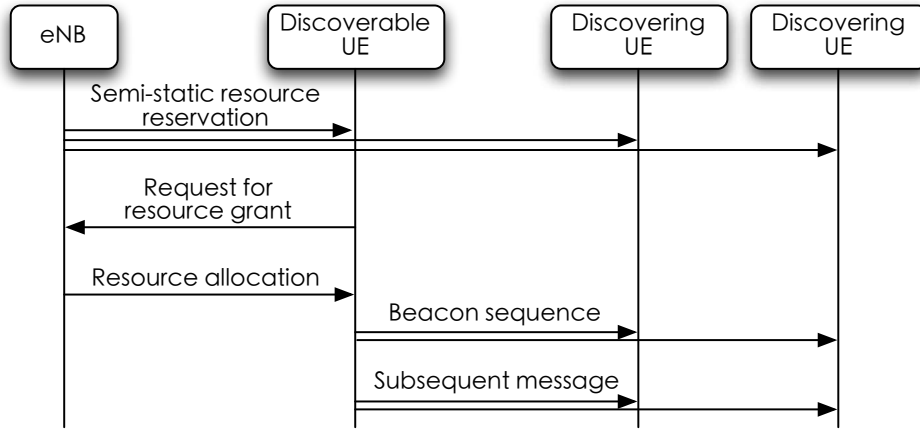 eNB
Discoverable
UE
Discovering
UE
Discovering
UE
Semi-static resource
reservation
Request for
resource grant
Resource allocation
Beacon sequence
Subsequent message